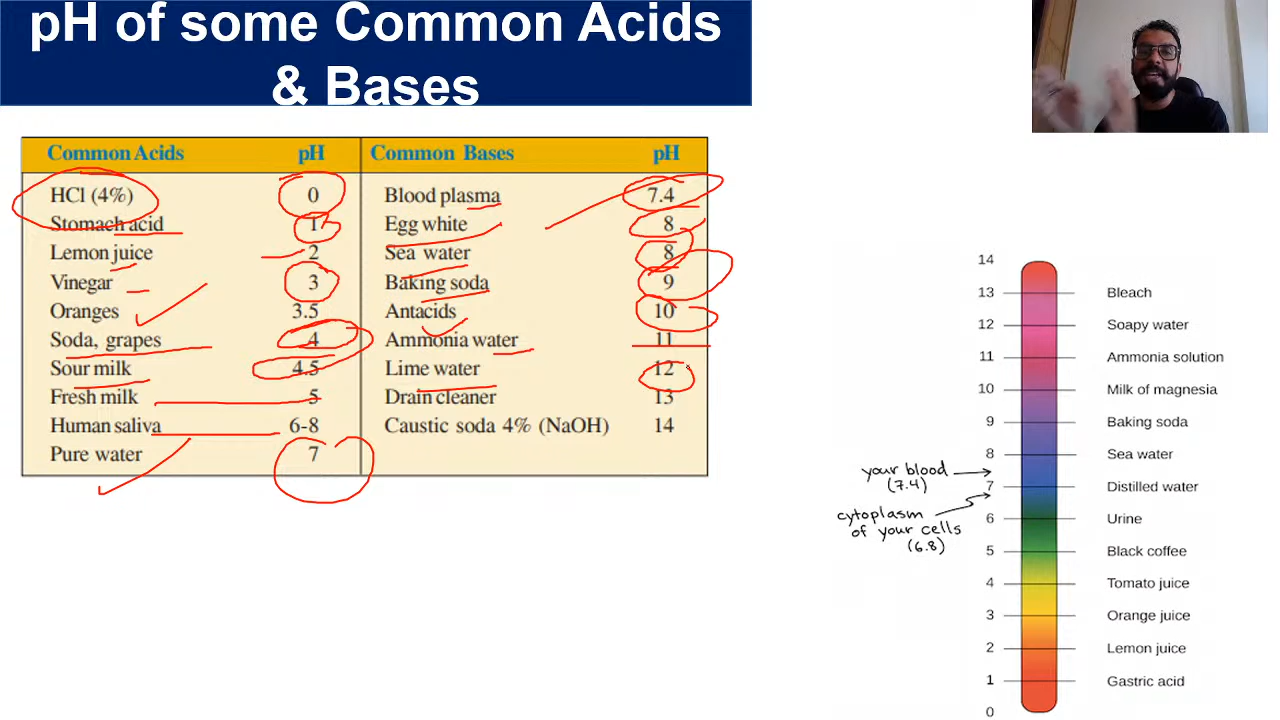 pH of some Common Acids
& Bases
Common Acids pH Common Bases pH
HCl (4%) 0 Blood plasma 7.4
Stomach acid 1 Egg white 8
Lemon juice 2 Sea water 8
Vinegar 3 Baking soda 9
Oranges 3.5 Antacids 10
Soda, grapes 4 Ammonia water 11
Sour milk 4.5 Lime water 12
Fresh milk 5 Drain cleaner 13
Human saliva 6-8 Caustic soda 4% (NaOH) 14
Pure water 7
14
13 Bleach
12 Soapy water
11 Ammonia solution
10 Milk of magnesia
9 Baking soda
8 Sea water
your blood
(7.4)
7 Distilled water
cytoplasm
of your cells
(6.8)
6 Urine
5 Black coffee
4 Tomato juice
3 Orange juice
2 Lemon juice
1 Gastric acid
0